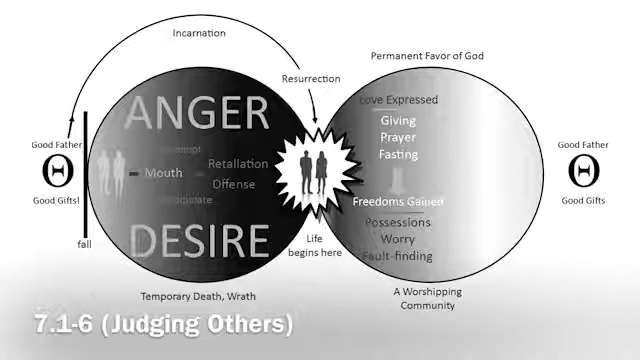 Incarnation
Permanent Favor of God
Resurrection
Love Expressed
ANGER
Giving
Prayer
Fasting
Good Father
Θ
Good Gifts!
Mouth
Retaliation
Offense
Freedoms Gained
Possessions
Worry
Fault-finding
Good Father
Θ
Good Gifts
DESIRE
fall
Life
begins here
Temporary Death, Wrath
A Worshipping
Community
7.1-6 (Judging Others)